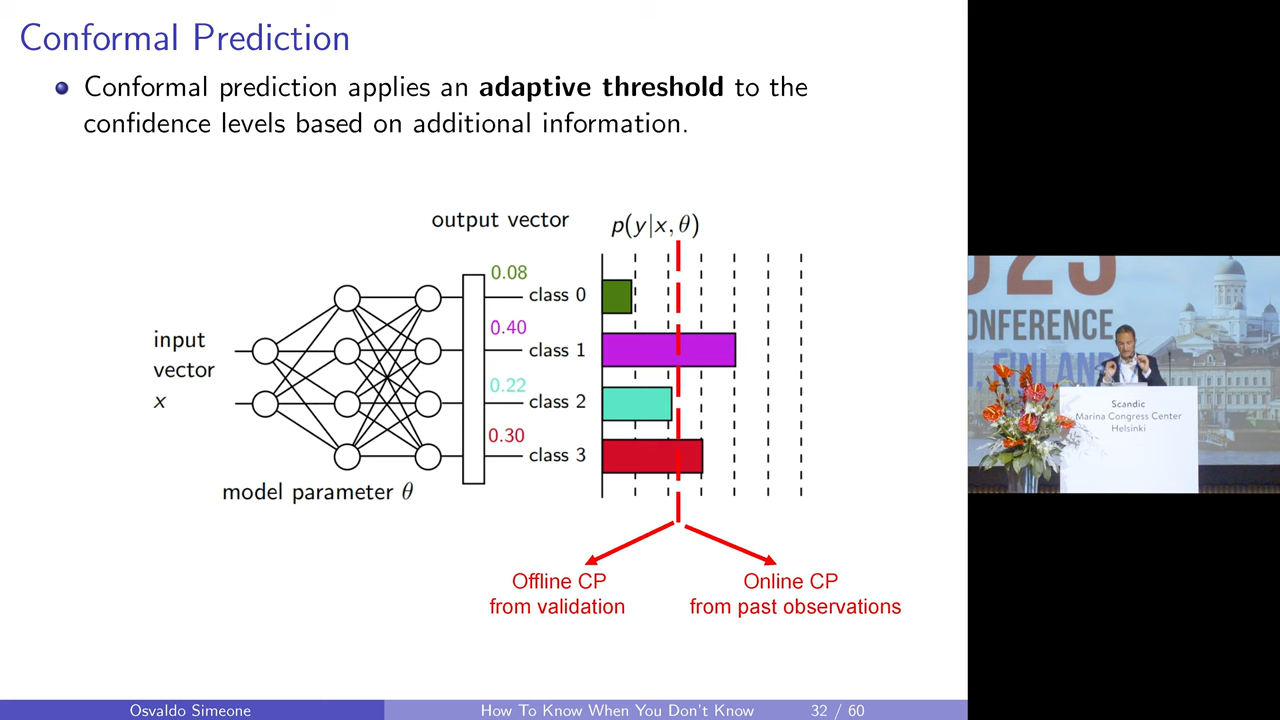 Conformal Prediction
Conformal prediction applies an adaptive threshold to the
confidence levels based on additional information.
output vector
p(y|x, θ)
0.08
class 0
0.40
class 1
0.22
class 2
0.30
class 3
input
vector
x
model parameter θ
Offline CP
from validation
Online CP
from past observations
Osvaldo Simeone
How To Know When You Don't Know
32 / 60
2023
ONFERENCE
FINLAND
Scandic
Marina Congress Center
Helsinki